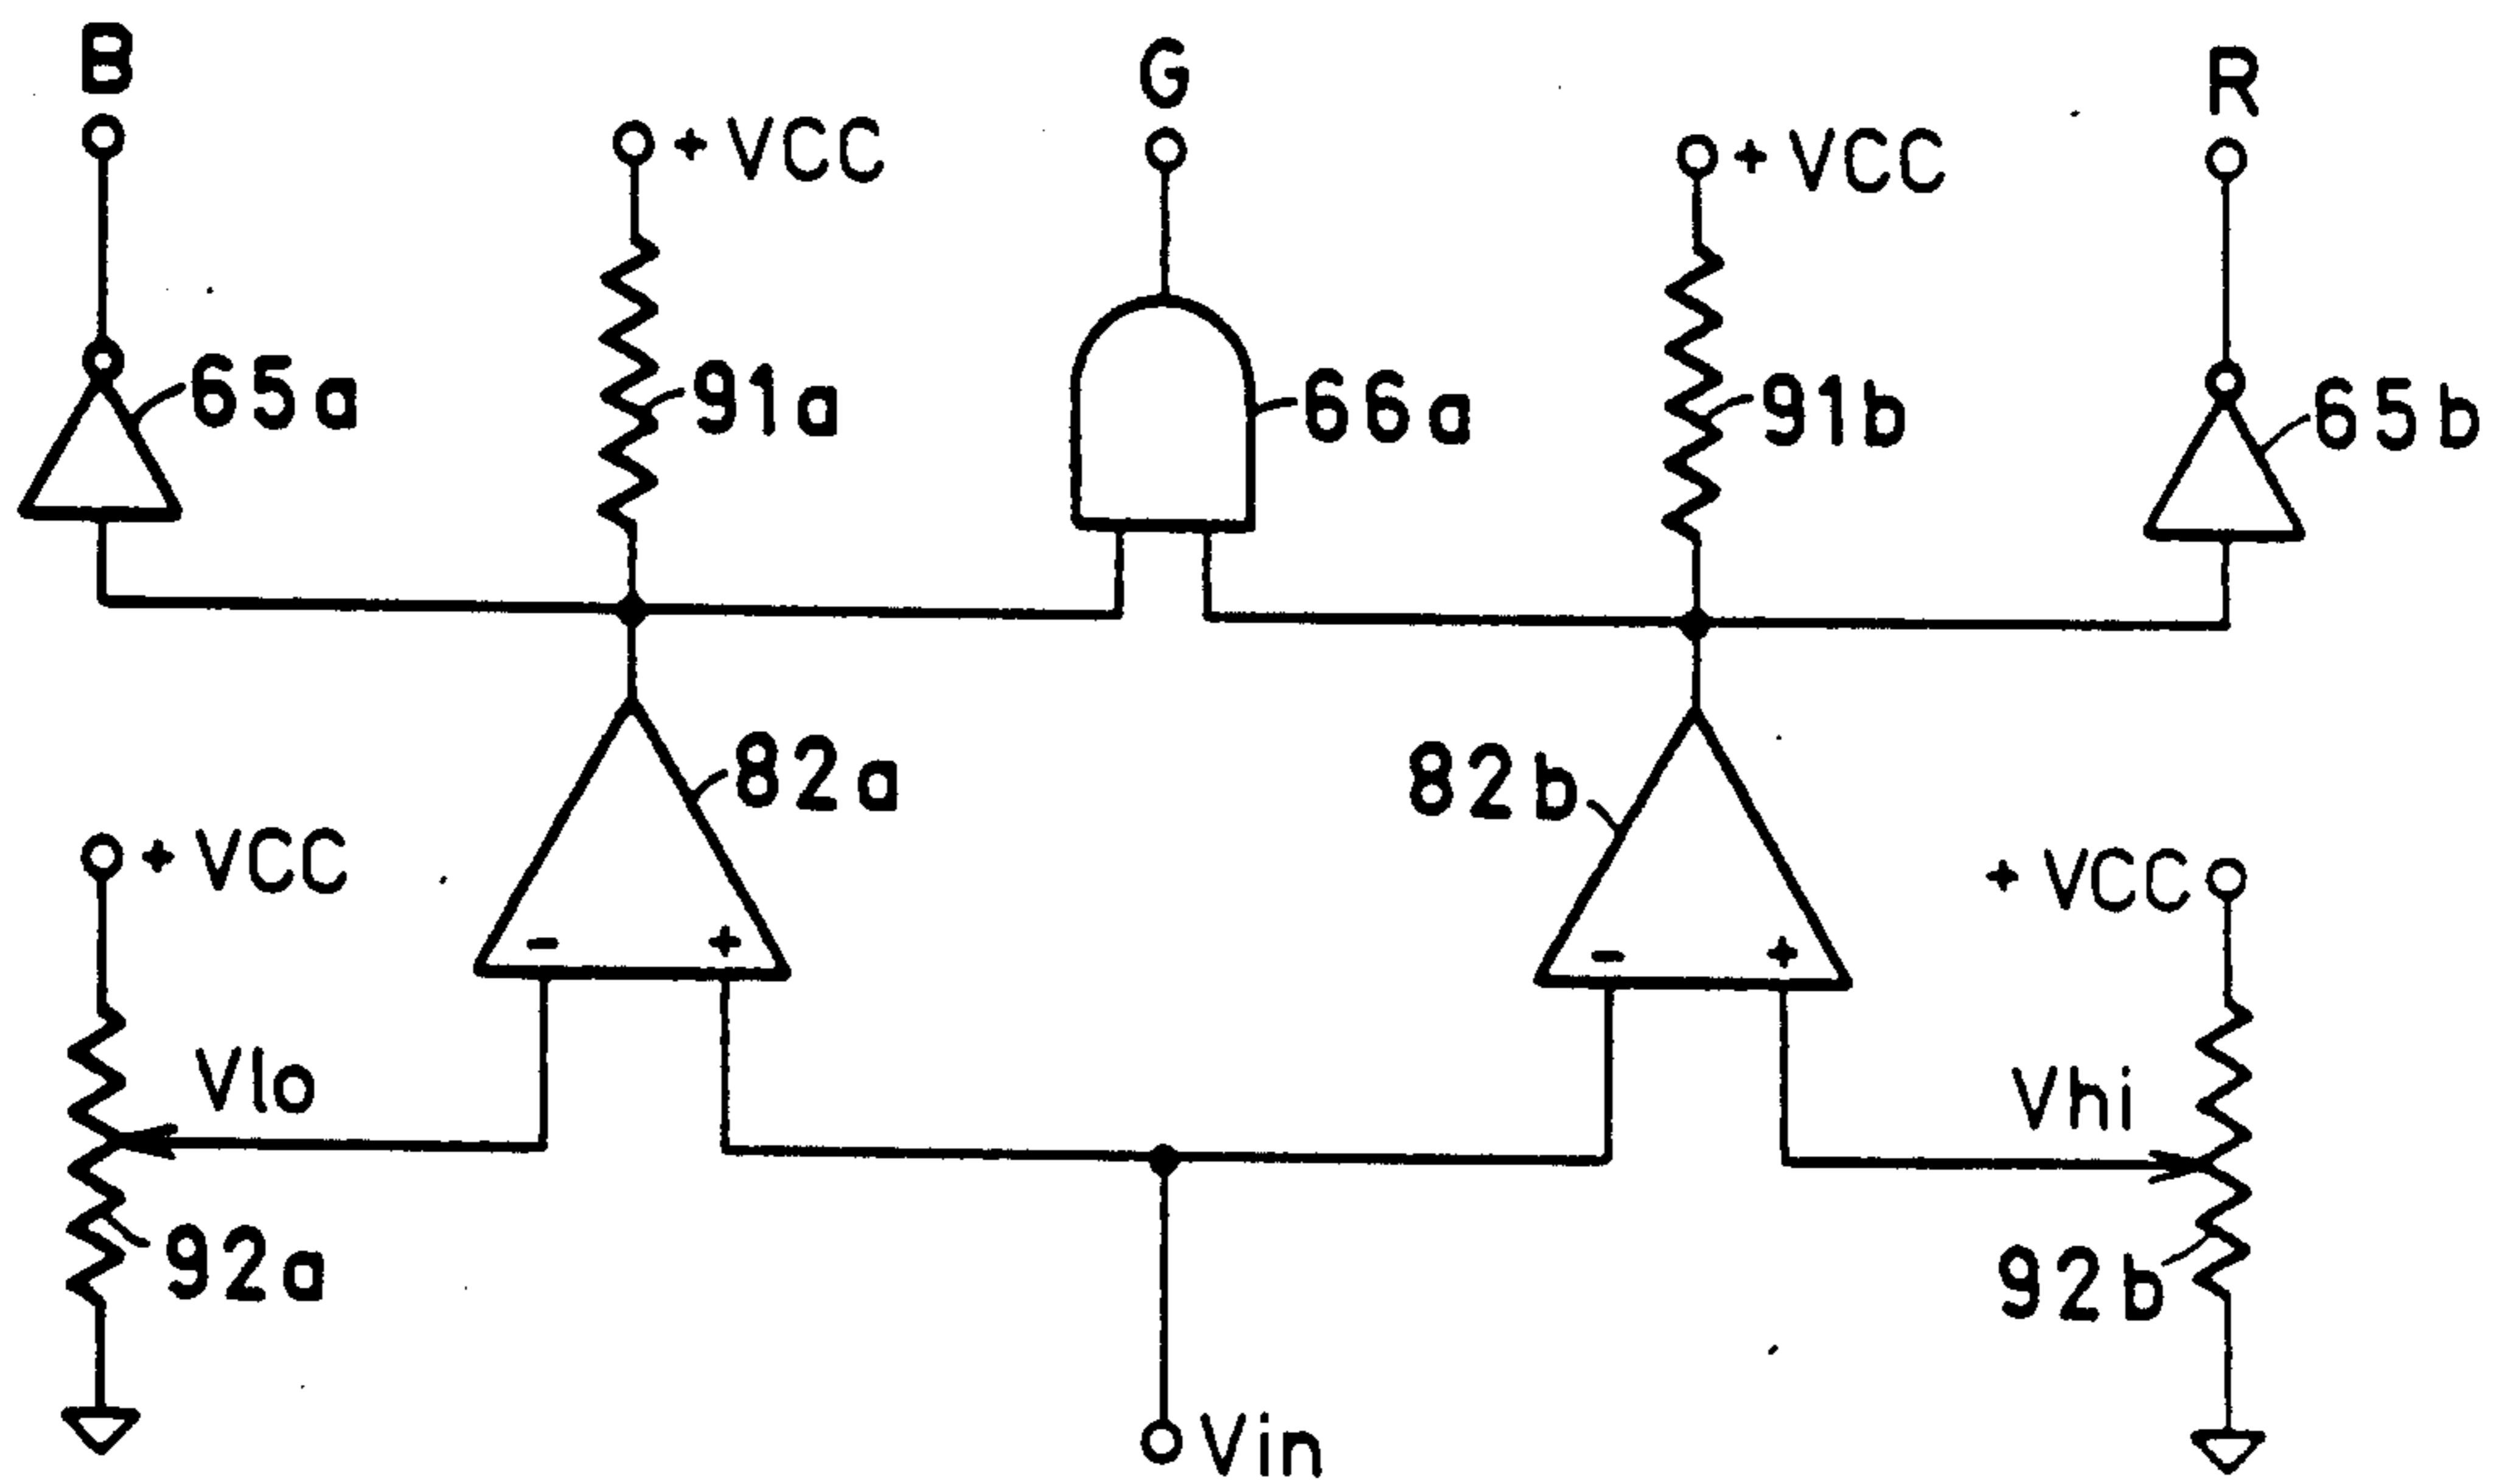 B
G
R
+VCC
+VCC
65a
91a
66a
91b
65b
82a
82b
+VCC
+VCC
- +
- +
Vlo
Vhi
92a
92b
Vin